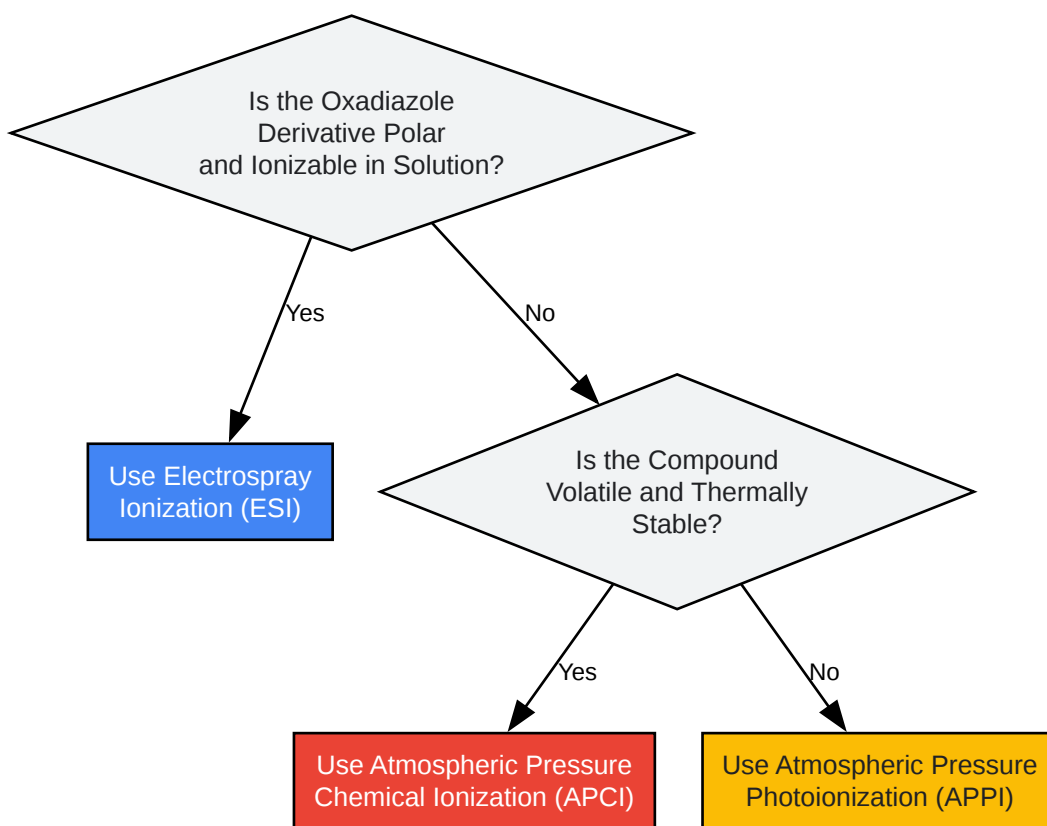 Is the Oxadiazole
Derivative Polar
and Ionizable in Solution?
Yes
No
Use Electrospray
Ionization (ESI)
Is the Compound
Volatile and Thermally
Stable?
Yes
No
Use Atmospheric Pressure
Chemical Ionization (APCI)
Use Atmospheric Pressure
Photoionization (APPI)